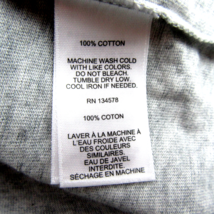 100% COTTON
MACHINE WASH COLD
WITH LIKE COLORS.
DO NOT BLEACH.
TUMBLE DRY LOW.
COOL IRON IF NEEDED.
RN 134578
100% COTON
LAVER À LA MACHINE À
L'EAU FROIDE AVEC
DES COULEURS
SIMILAIRES.
EAU DE JAVEL
INTERDITE.
SÉCHAGE EN MACHINE